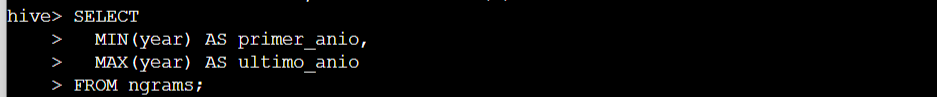 hive> SELECT
    >   MIN(year) AS primer_anio,
    >   MAX(year) AS ultimo_anio
    > FROM ngrams;